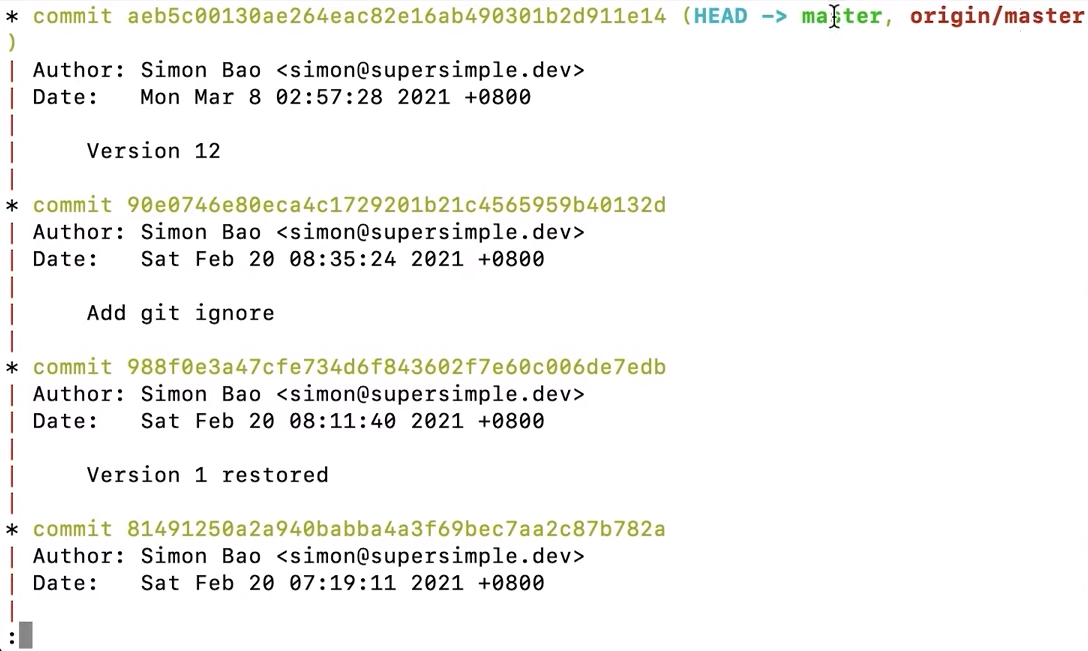 * commit aeb5c00130ae264eac82e16ab490301b2d911e14 (HEAD -> master, origin/master
)
| Author: Simon Bao <simon@supersimple.dev>
| Date:   Mon Mar 8 02:57:28 2021 +0800
|
|     Version 12
|
* commit 90e0746e80eca4c1729201b21c4565959b40132d
| Author: Simon Bao <simon@supersimple.dev>
| Date:   Sat Feb 20 08:35:24 2021 +0800
|
|     Add git ignore
|
* commit 988f0e3a47cfe734d6f843602f7e60c006de7edb
| Author: Simon Bao <simon@supersimple.dev>
| Date:   Sat Feb 20 08:11:40 2021 +0800
|
|     Version 1 restored
|
* commit 81491250a2a940babba4a3f69bec7aa2c87b782a
| Author: Simon Bao <simon@supersimple.dev>
| Date:   Sat Feb 20 07:19:11 2021 +0800
|
: